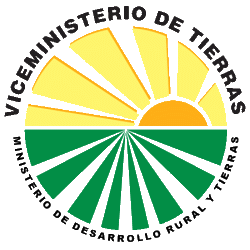 VICEMINISTERIO DE TIERRAS
MINISTERIO DE DESARROLLO RURAL Y TIERRAS